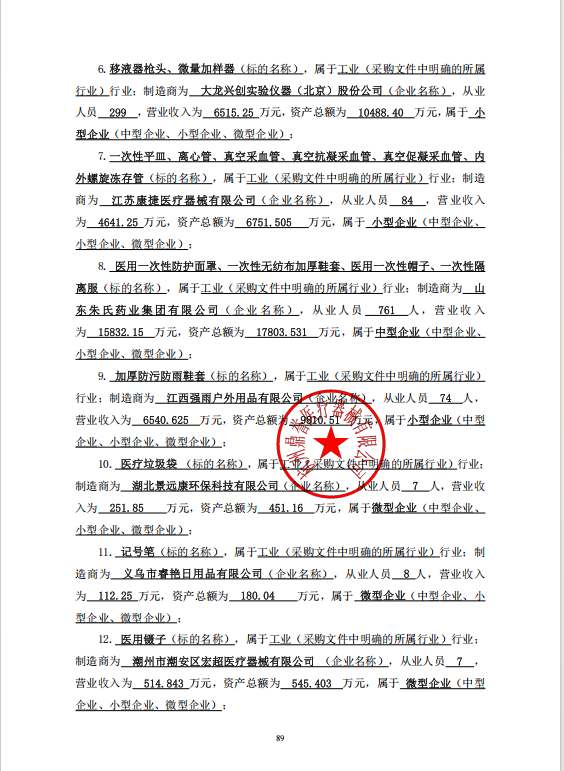 6. 移液器枪头、微量加样器（标的名称），属于工业（采购文件中明确的所属
行业）行业；制造商为 大龙兴创实验仪器（北京）股份公司（企业名称），从业
人员 299 ，营业收入为 6515.25 万元，资产总额为 10488.40 万元，属于 小
型企业（中型企业、小型企业、微型企业）；
7. 一次性平皿、离心管、真空采血管、真空抗凝采血管、真空促凝采血管、内
外螺旋冻存管（标的名称），属于工业（采购文件中明确的所属行业）行业；制造
商为 江苏康捷医疗器械有限公司（企业名称），从业人员 84 ，营业收入
为 4641.25 万元，资产总额为 6751.505 万元，属于 小型企业（中型企业、
小型企业、微型企业）；
8. 医用一次性防护面罩、一次性无纺布加厚鞋套、医用一次性帽子、一次性隔
离服（标的名称），属于工业（采购文件中明确的所属行业）行业；制造商为 山
东朱氏药业集团有限公司（企业名称），从业人员 761 人，营业收入
为 15832.15 万元，资产总额为 17803.531 万元，属于中型企业（中型企业、
小型企业、微型企业）；
9. 加厚防污防雨鞋套（标的名称），属于工业（采购文件中明确的所属行业）
行业；制造商为 江西强雨户外用品有限公司（企业名称），从业人员 74 人，
营业收入为 6540.625 万元，资产总额为 9810.51 万元，属于 小型企业（中型
企业、小型企业、微型企业）；
10. 医疗垃圾袋 （标的名称），属于工业（采购文件中明确的所属行业）行业；
制造商为 湖北景远康环保科技有限公司（企业名称），从业人员 7 人，营业收
入为 251.85 万元，资产总额为 451.16 万元，属于 微型企业（中型企业、
小型企业、微型企业）；
11. 记号笔（标的名称），属于工业（采购文件中明确的所属行业）行业；制
造商为 义乌市睿艳日用品有限公司（企业名称），从业人员 8 人，营业收入
为 112.25 万元，资产总额为 180.04 万元，属于 微型企业（中型企业、小
型企业、微型企业）；
12. 医用镊子（标的名称），属于工业（采购文件中明确的所属行业）行业；
制造商为 潮州市潮安区宏超医疗器械有限公司 （企业名称），从业人员 7 ，
营业收入为 514.843 万元，资产总额为 545.403 万元，属于 微型企业（中型
企业、小型企业、微型企业）；
89